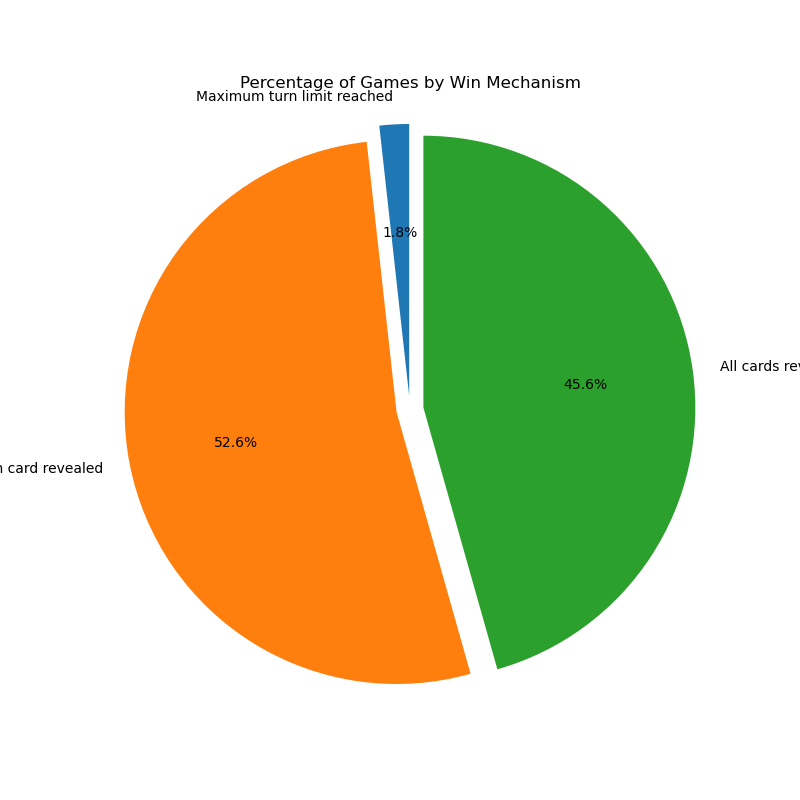 Percentage of Games by Win Mechanism
Maximum turn limit reached
1.8%
All cards
45.6%
52.6%
card revealed